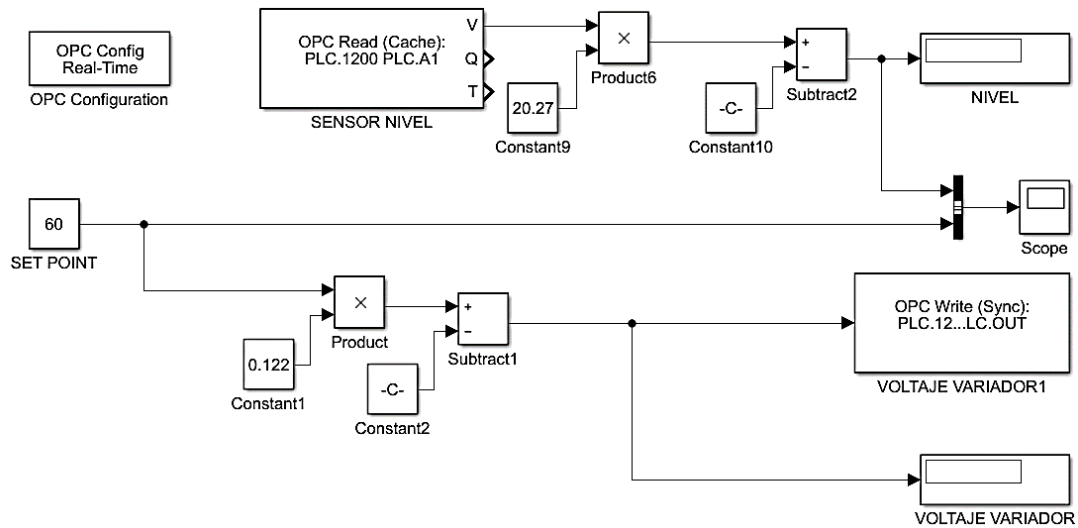 OPC Config
Real-Time
OPC Configuration
OPC Read (Cache):
PLC.1200 PLC.A1
V
Q
T
SENSOR NIVEL
20.27
Constant9
×
Product6
-C-
Constant10
+
−
Subtract2
NIVEL
60
SET POINT
Scope
0.122
Constant1
×
Product
-C-
Constant2
+
−
Subtract1
OPC Write (Sync):
PLC.12...LC.OUT
VOLTAJE VARIADOR1
VOLTAJE VARIADOR